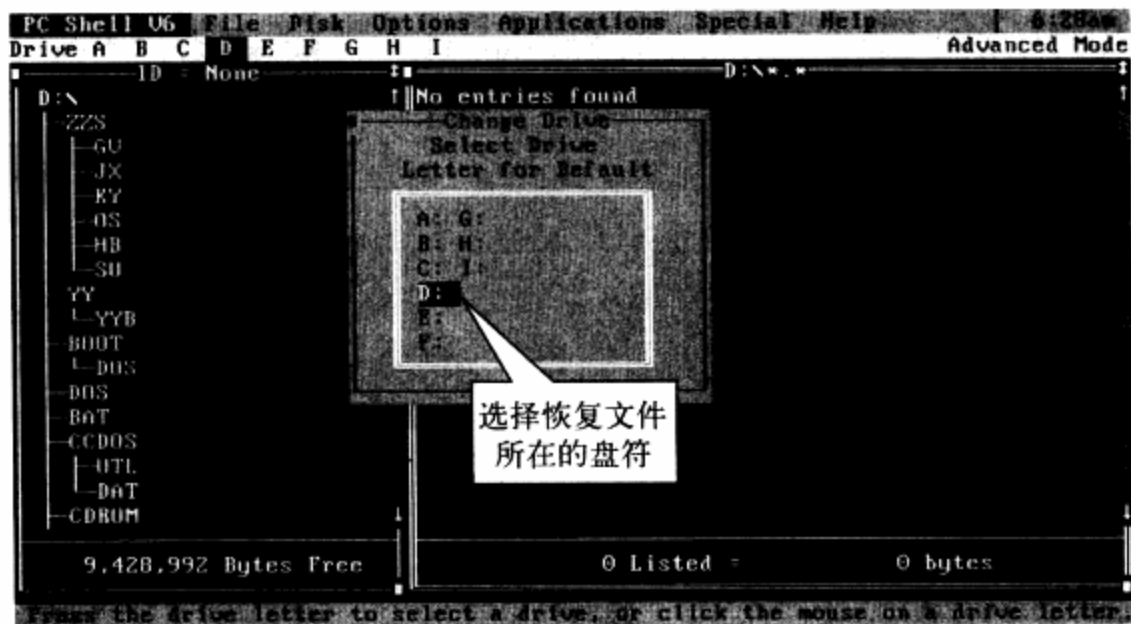 PC Shell V6 File Disk Options Applications Special Help 6:28am
Drive A B C D E F G H I Advanced Mode
ID = None
D:\*.*
D:\
ZZS
GU
JX
KY
OS
HB
SU
YY
YYB
BOOT
DOS
DOS
BAT
CCDOS
UTL
DAT
CDROM
No entries found
Change Drive
Select Drive
Letter for Default
A: G:
B: H:
C: I:
D:
E:
F:
选择恢复文件
所在的盘符
9,428,992 Bytes Free
0 Listed = 0 bytes
Press the drive letter to select a drive, or click the mouse on a drive letter.